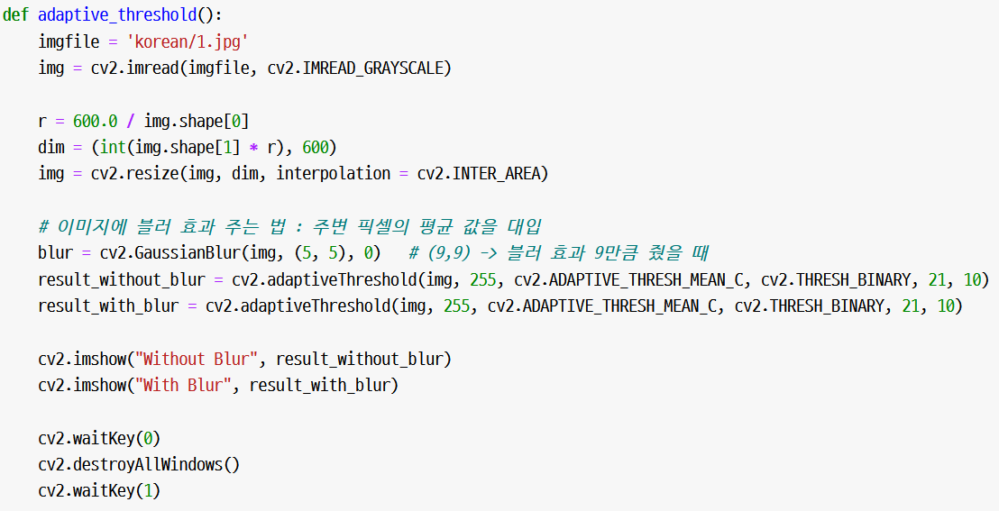 def adaptive_threshold():
    imgfile = 'korean/1.jpg'
    img = cv2.imread(imgfile, cv2.IMREAD_GRAYSCALE)
    r = 600.0 / img.shape[0]
    dim = (int(img.shape[1] * r), 600)
    img = cv2.resize(img, dim, interpolation = cv2.INTER_AREA)
    # 이미지에 블러 효과 주는 법 : 주변 픽셀의 평균 값을 대입
    blur = cv2.GaussianBlur(img, (5, 5), 0)   # (9,9) -> 블러 효과 9만큼 줬을 때
    result_without_blur = cv2.adaptiveThreshold(img, 255, cv2.ADAPTIVE_THRESH_MEAN_C, cv2.THRESH_BINARY, 21, 10)
    result_with_blur = cv2.adaptiveThreshold(img, 255, cv2.ADAPTIVE_THRESH_MEAN_C, cv2.THRESH_BINARY, 21, 10)
    cv2.imshow("Without Blur", result_without_blur)
    cv2.imshow("With Blur", result_with_blur)
    cv2.waitKey(0)
    cv2.destroyAllWindows()
    cv2.waitKey(1)